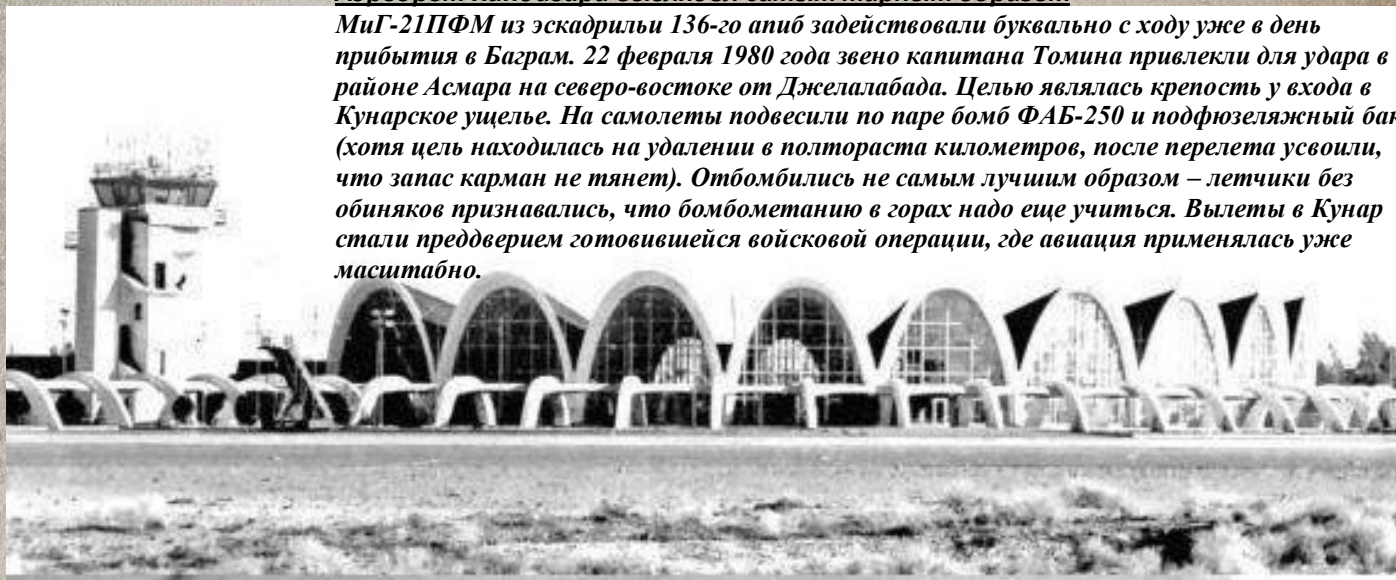 МиГ-21ПФМ из эскадрильи 136-го апиб задействовали буквально с ходу уже в день
прибытия в Баграм. 22 февраля 1980 года звено капитана Томина привлекли для удара в
районе Асмара на северо-востоке от Джелалабада. Целью являлась крепость у входа в
Кунарское ущелье. На самолеты подвесили по паре бомб ФАБ-250 и подфюзеляжный бак
(хотя цель находилась на удалении в полтораста километров, после перелета усвоили,
что запас карман не тянет). Отбомбились не самым лучшим образом – летчики без
обиняков признавались, что бомбометанию в горах надо еще учиться. Вылеты в Кунар
стали преддверием готовившейся войсковой операции, где авиация применялась уже
масштабно.